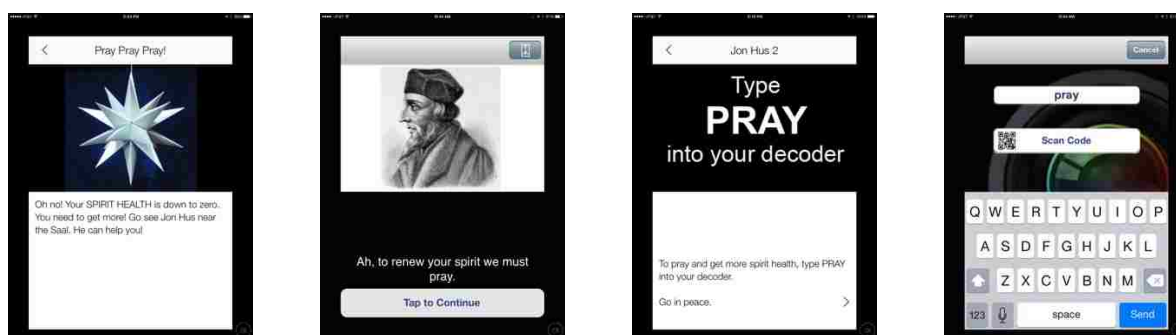 Pray Pray Pray!
Oh no! Your SPIRIT HEALTH is down to zero.
You need to get more! Go see Jon Hus near
the Saal. He can help you!
Ah, to renew your spirit we must
pray.
Tap to Continue
Jon Hus 2
Type
PRAY
into your decoder
To pray and get more spirit health, type PRAY
into your decoder.
Go in peace.
Cancel
pray
Scan Code
Q W E R T Y U I O P
A S D F G H J K L
Z X C V B N M
123 space Send